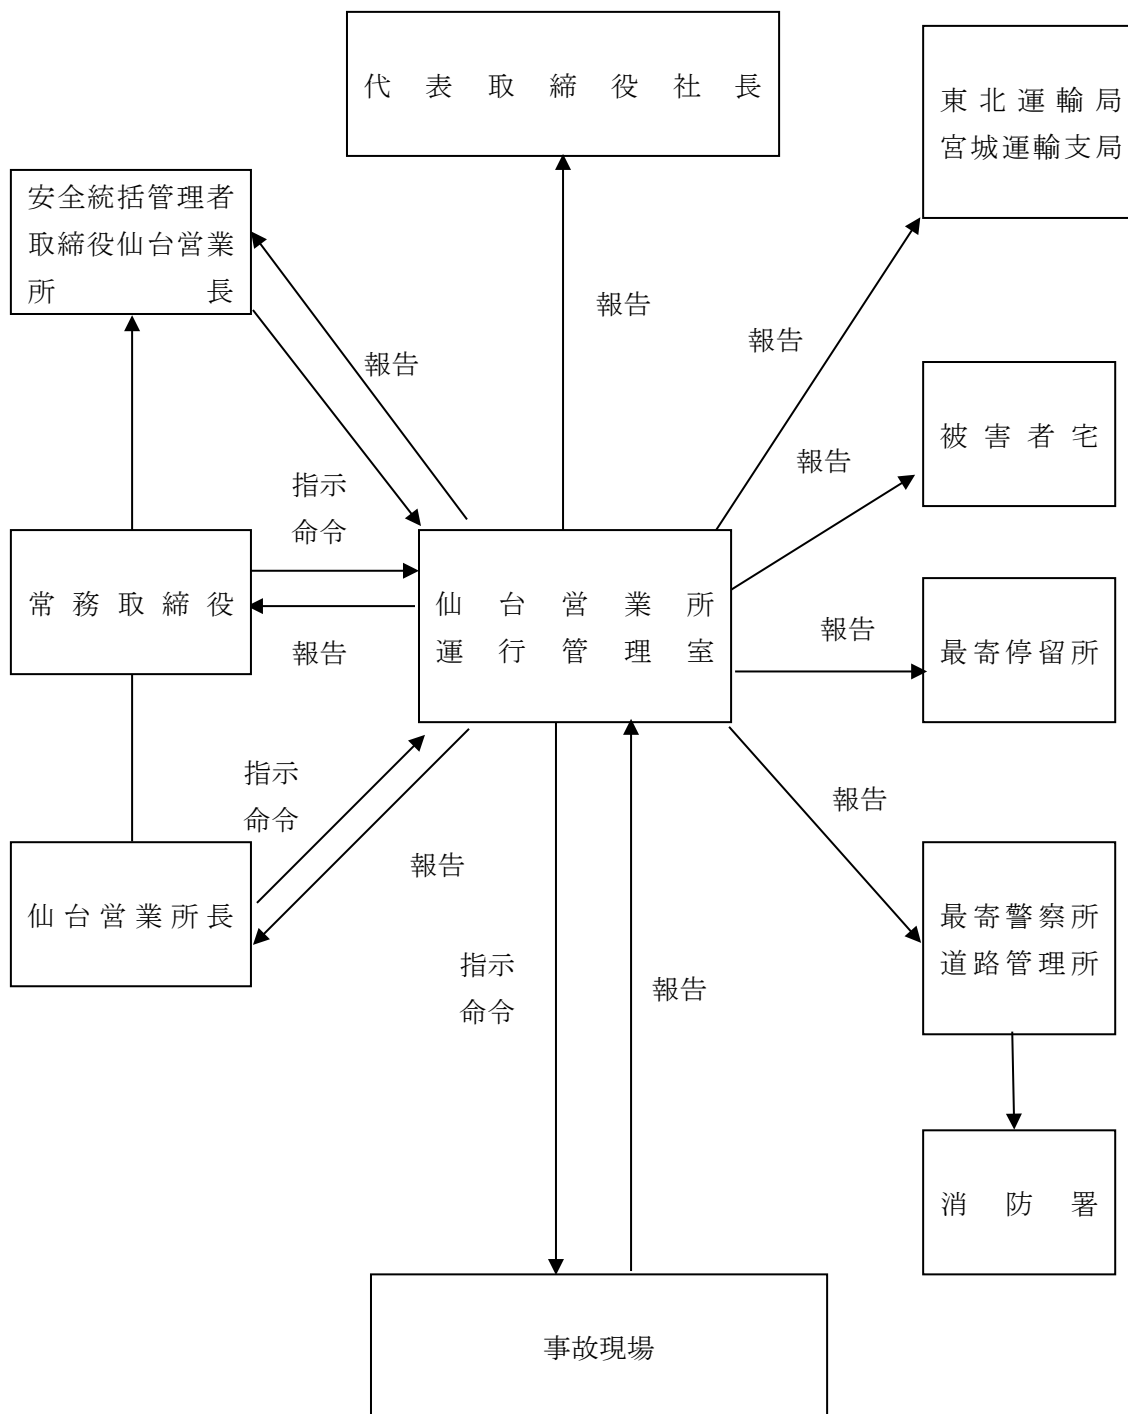 代表取締役社長
東北運輸局
宮城運輸支局
安全統括管理者
取締役仙台営業
所長
報告
報告
報告
被害者宅
報告
指示
命令
常務取締役
仙台営業所
運行管理室
報告
報告
最寄停留所
指示
命令
報告
報告
仙台営業所長
最寄警察所
道路管理所
指示
命令
報告
消防署
事故現場